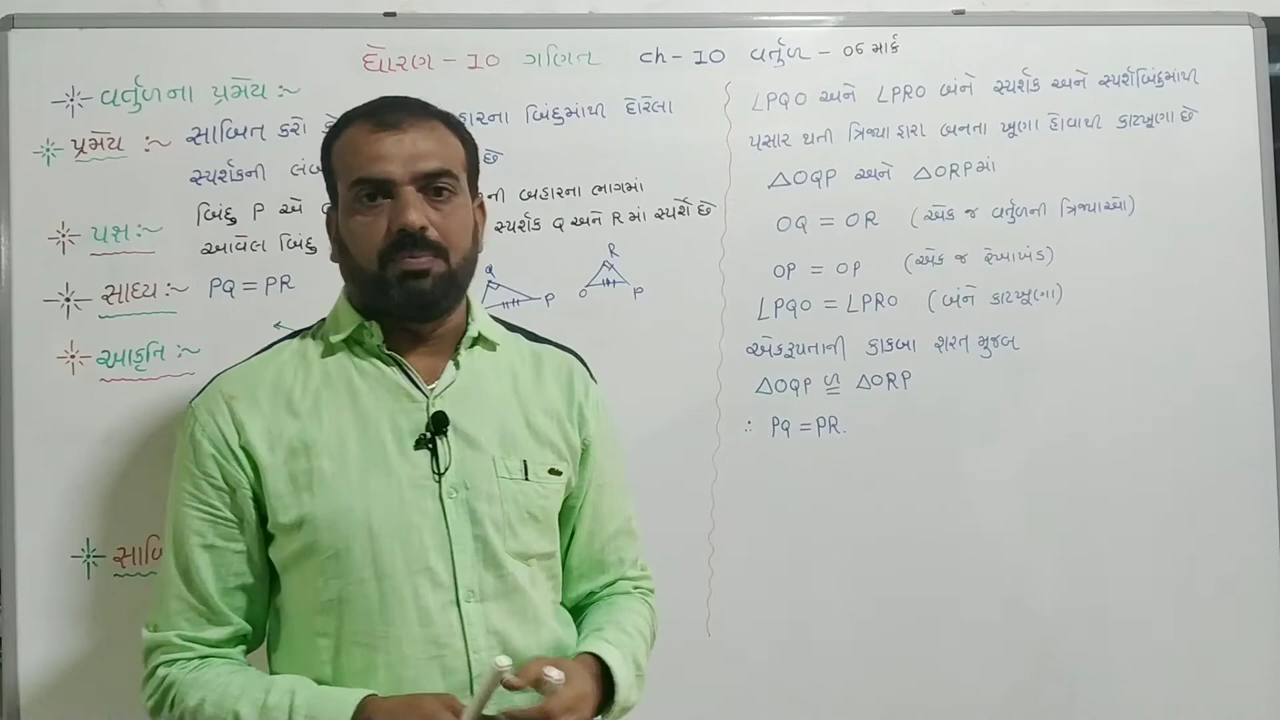 ધોરણ - 10 ગણિત ch - 10 વર્તુળ - 06 માર્ક
વર્તુળના પ્રમેય :~
પ્રમેય :~ સાબિત કરો કે બિંદુમાંથી દોરેલા
સ્પર્શકની છે
પક્ષ :~ બિંદુ P એ બહારના ભાગમાં
આવેલ બિંદુ સ્પર્શક Q અને R માં સ્પર્શે છે
સાધ્ય :~ PQ = PR
આકૃતિ :~
Q P
R O P
∠PQO અને ∠PRO બંને સ્પર્શક અને સ્પર્શબિંદુમાંથી
પસાર થતી ત્રિજ્યા દ્વારા બનતા ખૂણા હોવાથી કાટખૂણા છે
△OQP અને △ORPમાં
OQ = OR (એક જ વર્તુળની ત્રિજ્યાઓ)
OP = OP (એક જ રેખાખંડ)
∠PQO = ∠PRO (બંને કાટખૂણા)
એકરૂપતાની કાકબા શરત મુજબ
△OQP ≅ △ORP
∴ PQ = PR.